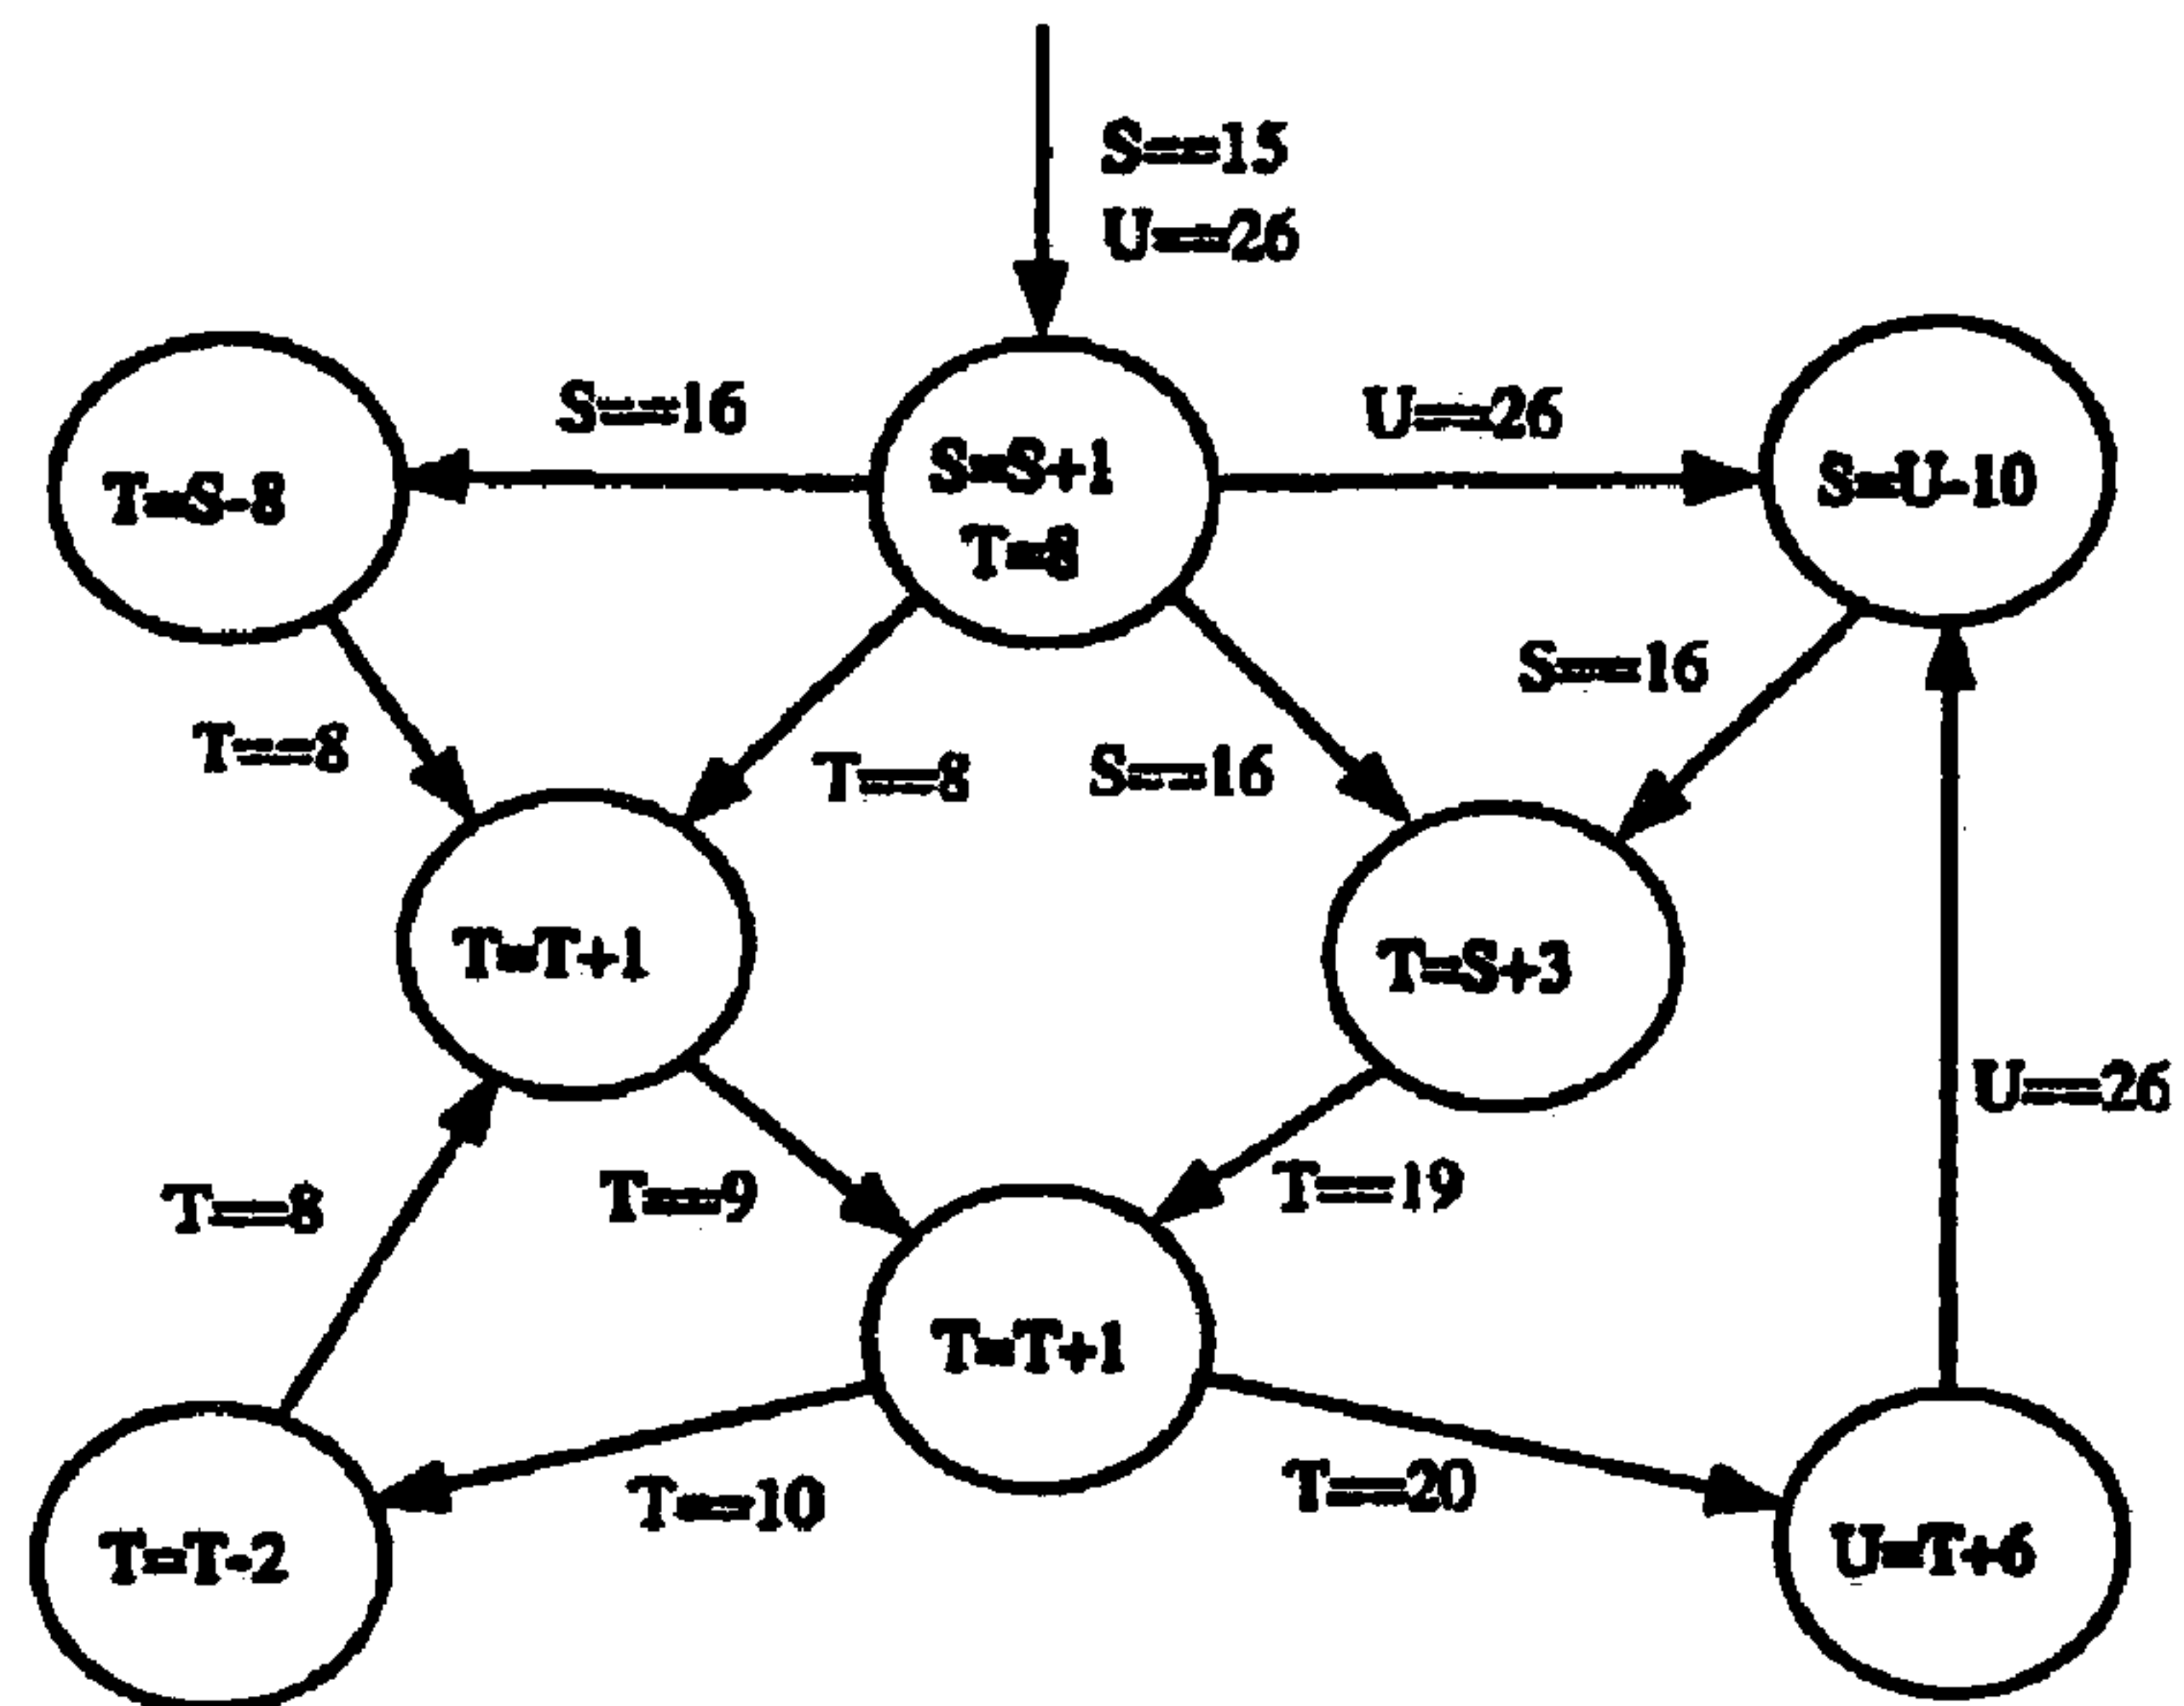 S==15
U==26
S==16
U==26
T=S-8
S=S+1
T=8
S=U-10
T==8
T==8
S==16
S==16
T=T+1
T=S+3
U==26
T==8
T==9
T==19
T=T+1
T==10
T==20
T=T-2
U=T+6